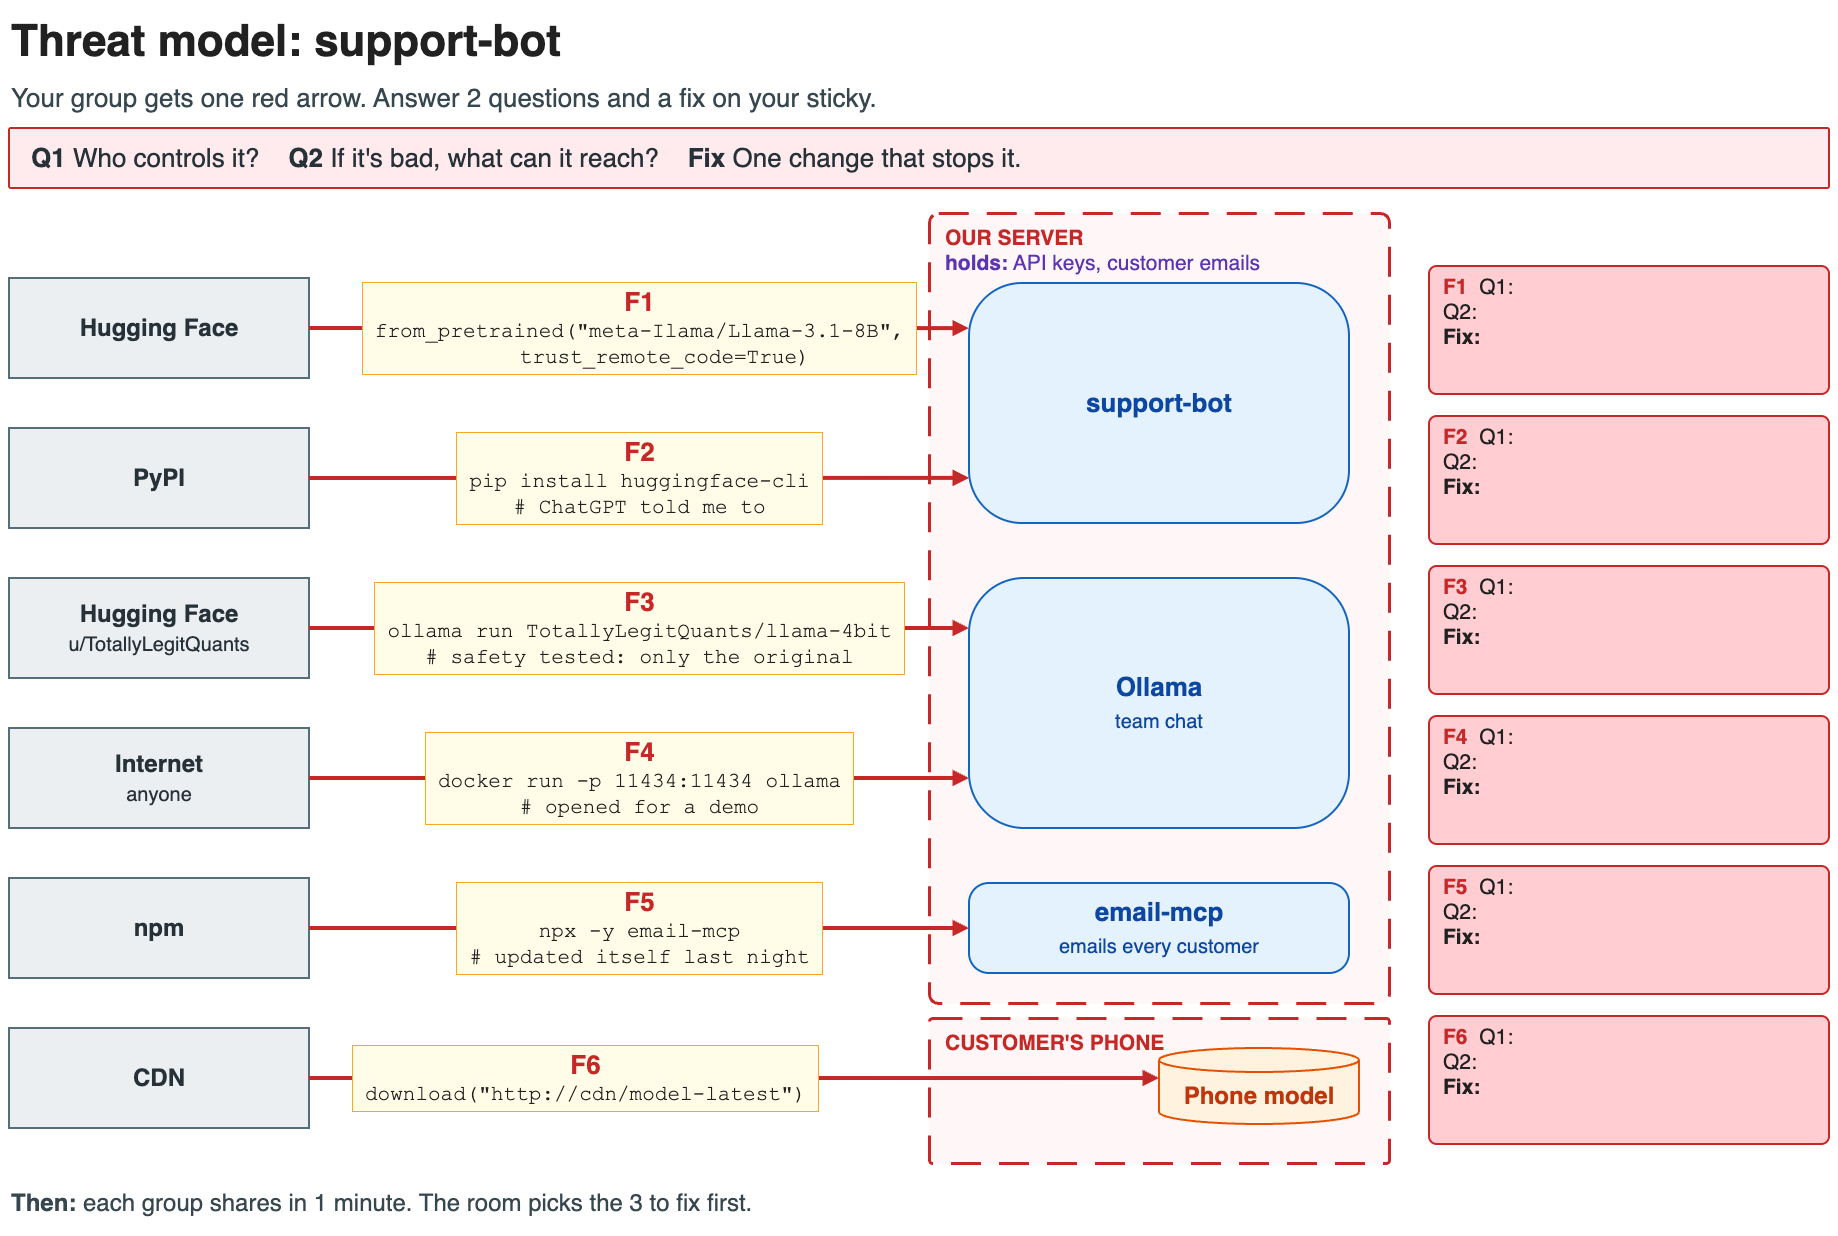 Threat model: support-bot
Your group gets one red arrow. Answer 2 questions and a fix on your sticky.
Q1 Who controls it? Q2 If it's bad, what can it reach? Fix One change that stops it.
OUR SERVER
holds: API keys, customer emails
Hugging Face
F1
from_pretrained("meta-Ilama/Llama-3.1-8B",
trust_remote_code=True)
support-bot
F1 Q1:
Q2:
Fix:
PyPI
F2
pip install huggingface-cli
# ChatGPT told me to
F2 Q1:
Q2:
Fix:
Hugging Face
u/TotallyLegitQuants
F3
ollama run TotallyLegitQuants/llama-4bit
# safety tested: only the original
Ollama
team chat
F3 Q1:
Q2:
Fix:
Internet
anyone
F4
docker run -p 11434:11434 ollama
# opened for a demo
F4 Q1:
Q2:
Fix:
npm
F5
npx -y email-mcp
# updated itself last night
email-mcp
emails every customer
F5 Q1:
Q2:
Fix:
CDN
F6
download("http://cdn/model-latest")
CUSTOMER'S PHONE
Phone model
F6 Q1:
Q2:
Fix:
Then: each group shares in 1 minute. The room picks the 3 to fix first.